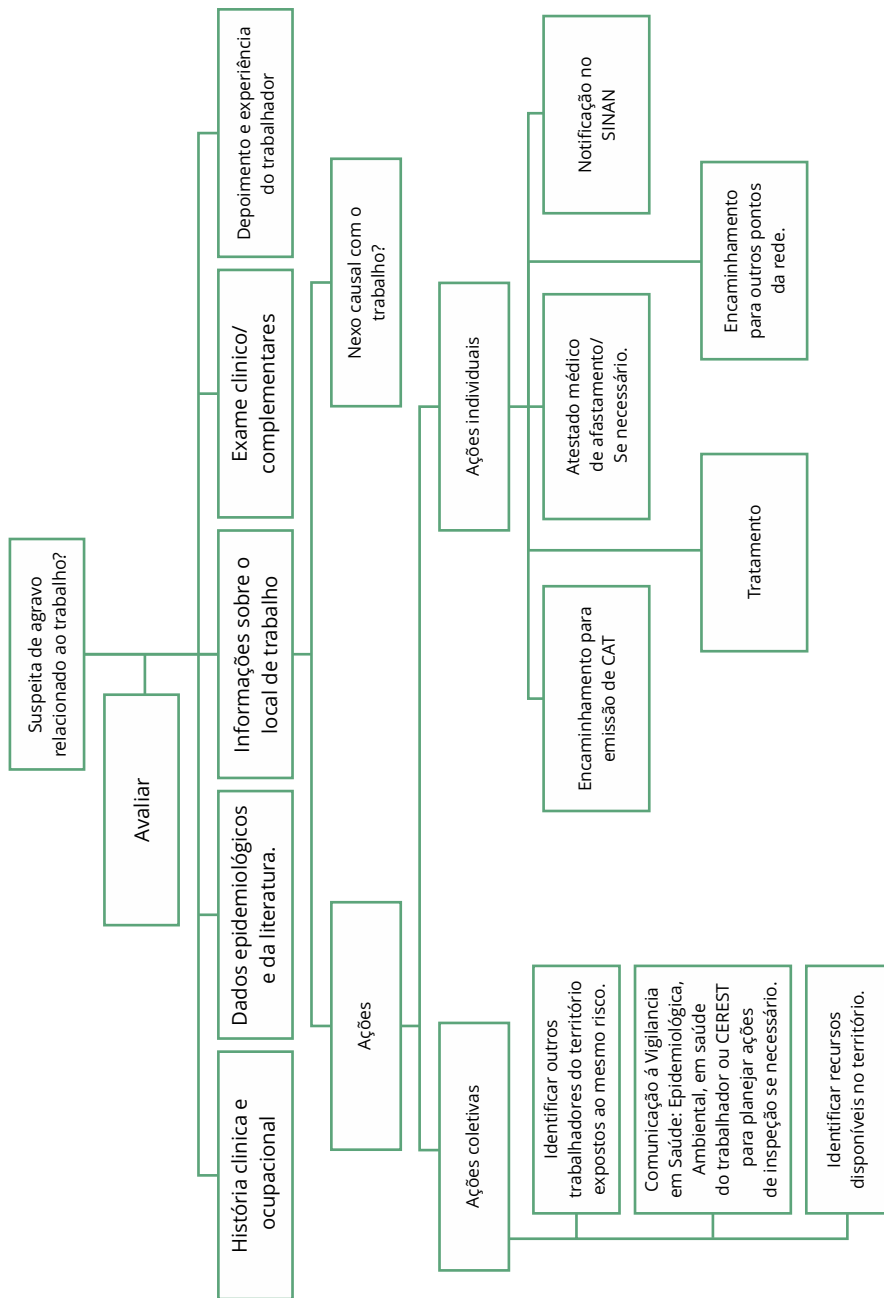 Suspeita de agravo
relacionado ao trabalho?
Avaliar
História clinica e
ocupacional
Dados epidemiológicos
e da literatura.
Informações sobre o
local de trabalho
Exame clinico/
complementares
Depoimento e experiência
do trabalhador
Ações
Nexo causal com o
trabalho?
Ações coletivas
Ações individuais
Identificar outros
trabalhadores do território
expostos ao mesmo risco.
Comunicação á Vigilancia
em Saúde: Epidemiológica,
Ambiental, em saúde
do trabalhador ou CEREST
para planejar ações
de inspeção se necessário.
Identificar recursos
disponíveis no território.
Encaminhamento para
emissão de CAT
Atestado médico
de afastamento/
Se necessário.
Notificação no
SINAN
Tratamento
Encaminhamento
para outros pontos
da rede.